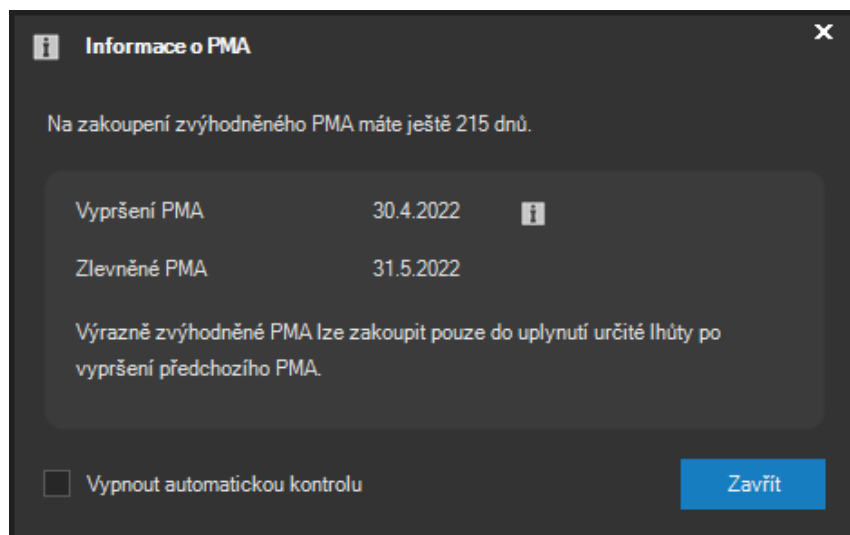 Informace o PMA
Na zakoupení zvýhodněného PMA máte ještě 215 dnů.
Vypršení PMA 30.4.2022
Zlevněné PMA 31.5.2022
Výrazně zvýhodněné PMA lze zakoupit pouze do uplynutí určité lhůty po
vypršení předchozího PMA.
Vypnout automatickou kontrolu
Zavřít